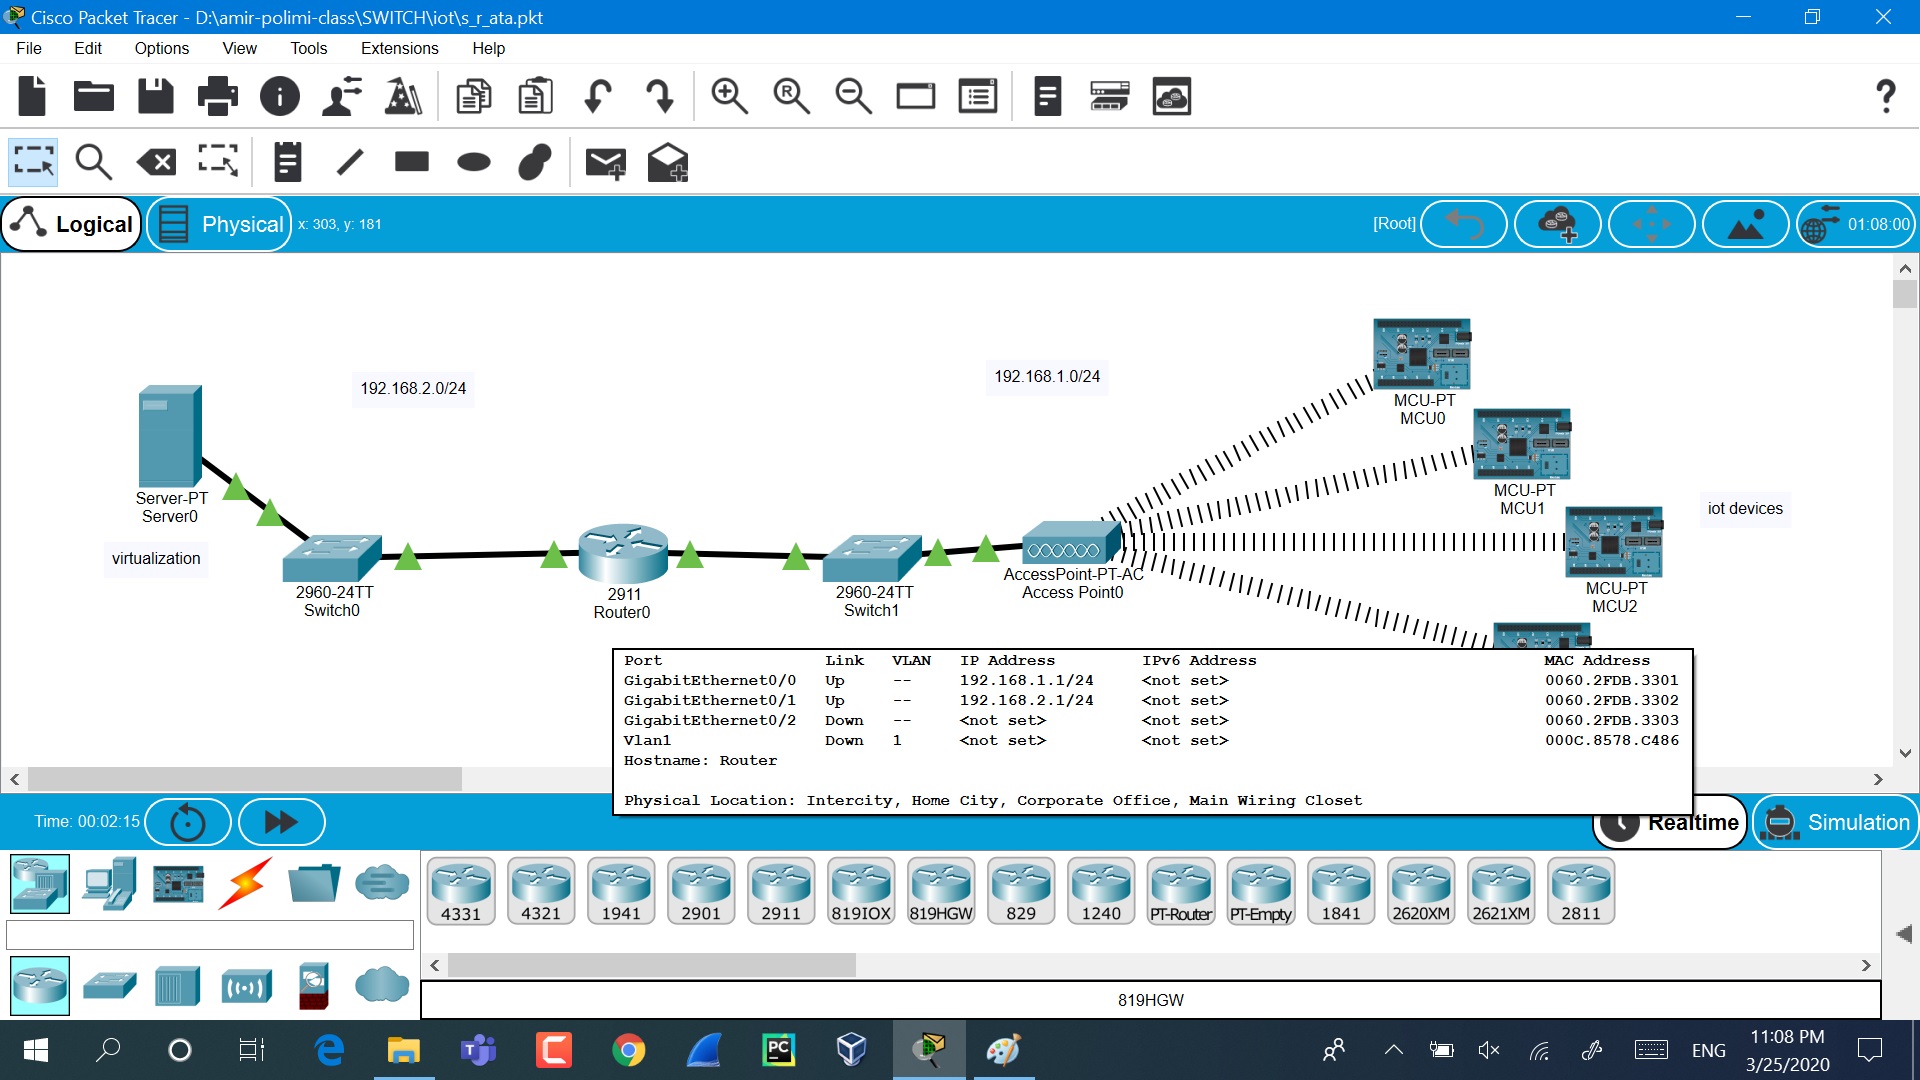 Cisco Packet Tracer - D:\amir-polimi-class\SWITCH\iot\s_r_ata.pkt
File Edit Options View Tools Extensions Help
Logical Physical x: 303, y: 181 [Root] 01:08:00
192.168.2.0/24
192.168.1.0/24
MCU-PT
MCU0
MCU-PT
MCU1
iot devices
Server-PT
Server0
virtualization
2960-24TT
Switch0
2911
Router0
2960-24TT
Switch1
AccessPoint-PT-AC
Access Point0
MCU-PT
MCU2
Port Link VLAN IP Address IPv6 Address MAC Address
GigabitEthernet0/0 Up -- 192.168.1.1/24 <not set> 0060.2FDB.3301
GigabitEthernet0/1 Up -- 192.168.2.1/24 <not set> 0060.2FDB.3302
GigabitEthernet0/2 Down -- <not set> <not set> 0060.2FDB.3303
Vlan1 Down 1 <not set> <not set> 000C.8578.C486
Hostname: Router
Physical Location: Intercity, Home City, Corporate Office, Main Wiring Closet
Time: 00:02:15 Realtime Simulation
4331 4321 1941 2901 2911 819IOX 819HGW 829 1240 PT-Router PT-Empty 1841 2620XM 2621XM 2811
819HGW
ENG 11:08 PM
3/25/2020